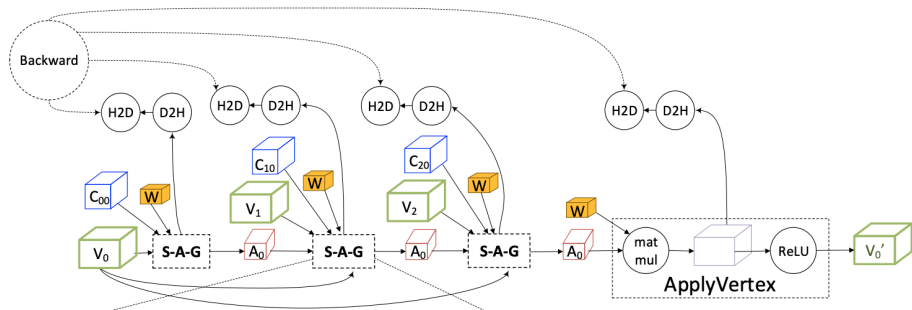 Backward
H2D
D2H
H2D
D2H
H2D
D2H
H2D
D2H
C₀₀
W
C₁₀
W
V₁
C₂₀
W
V₂
W
V₀
S-A-G
A₀
S-A-G
A₀
S-A-G
A₀
mat
mul
ReLU
V₀'
ApplyVertex